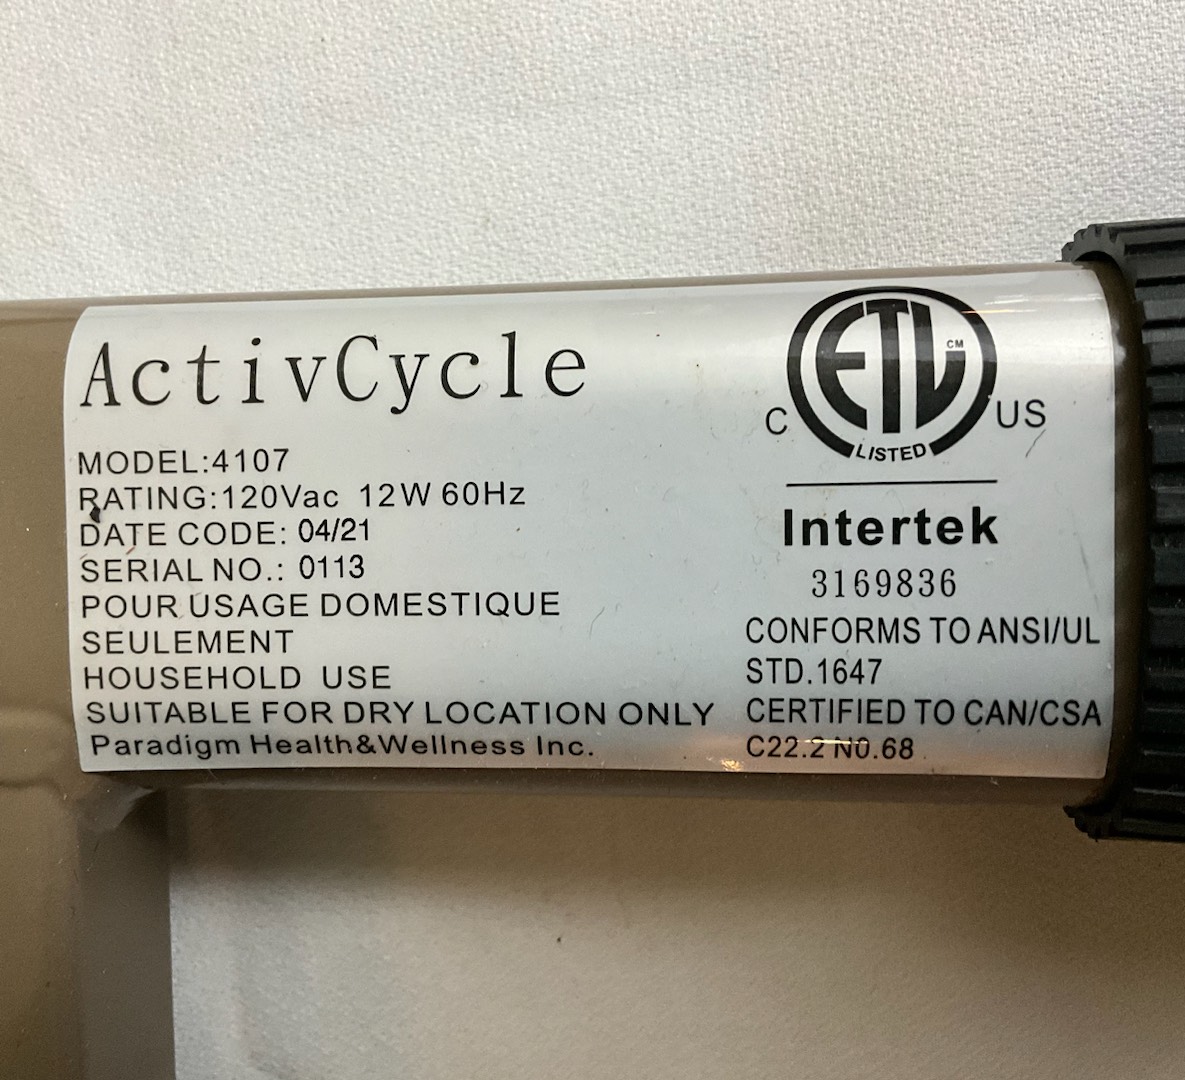 ActivCycle
MODEL:4107
RATING:120Vac 12W 60Hz
DATE CODE: 04/21
SERIAL NO.: 0113
POUR USAGE DOMESTIQUE
SEULEMENT
HOUSEHOLD USE
SUITABLE FOR DRY LOCATION ONLY
Paradigm Health&Wellness Inc.
ETL CM
C US
LISTED
Intertek
3169836
CONFORMS TO ANSI/UL
STD.1647
CERTIFIED TO CAN/CSA
C22.2 N0.68